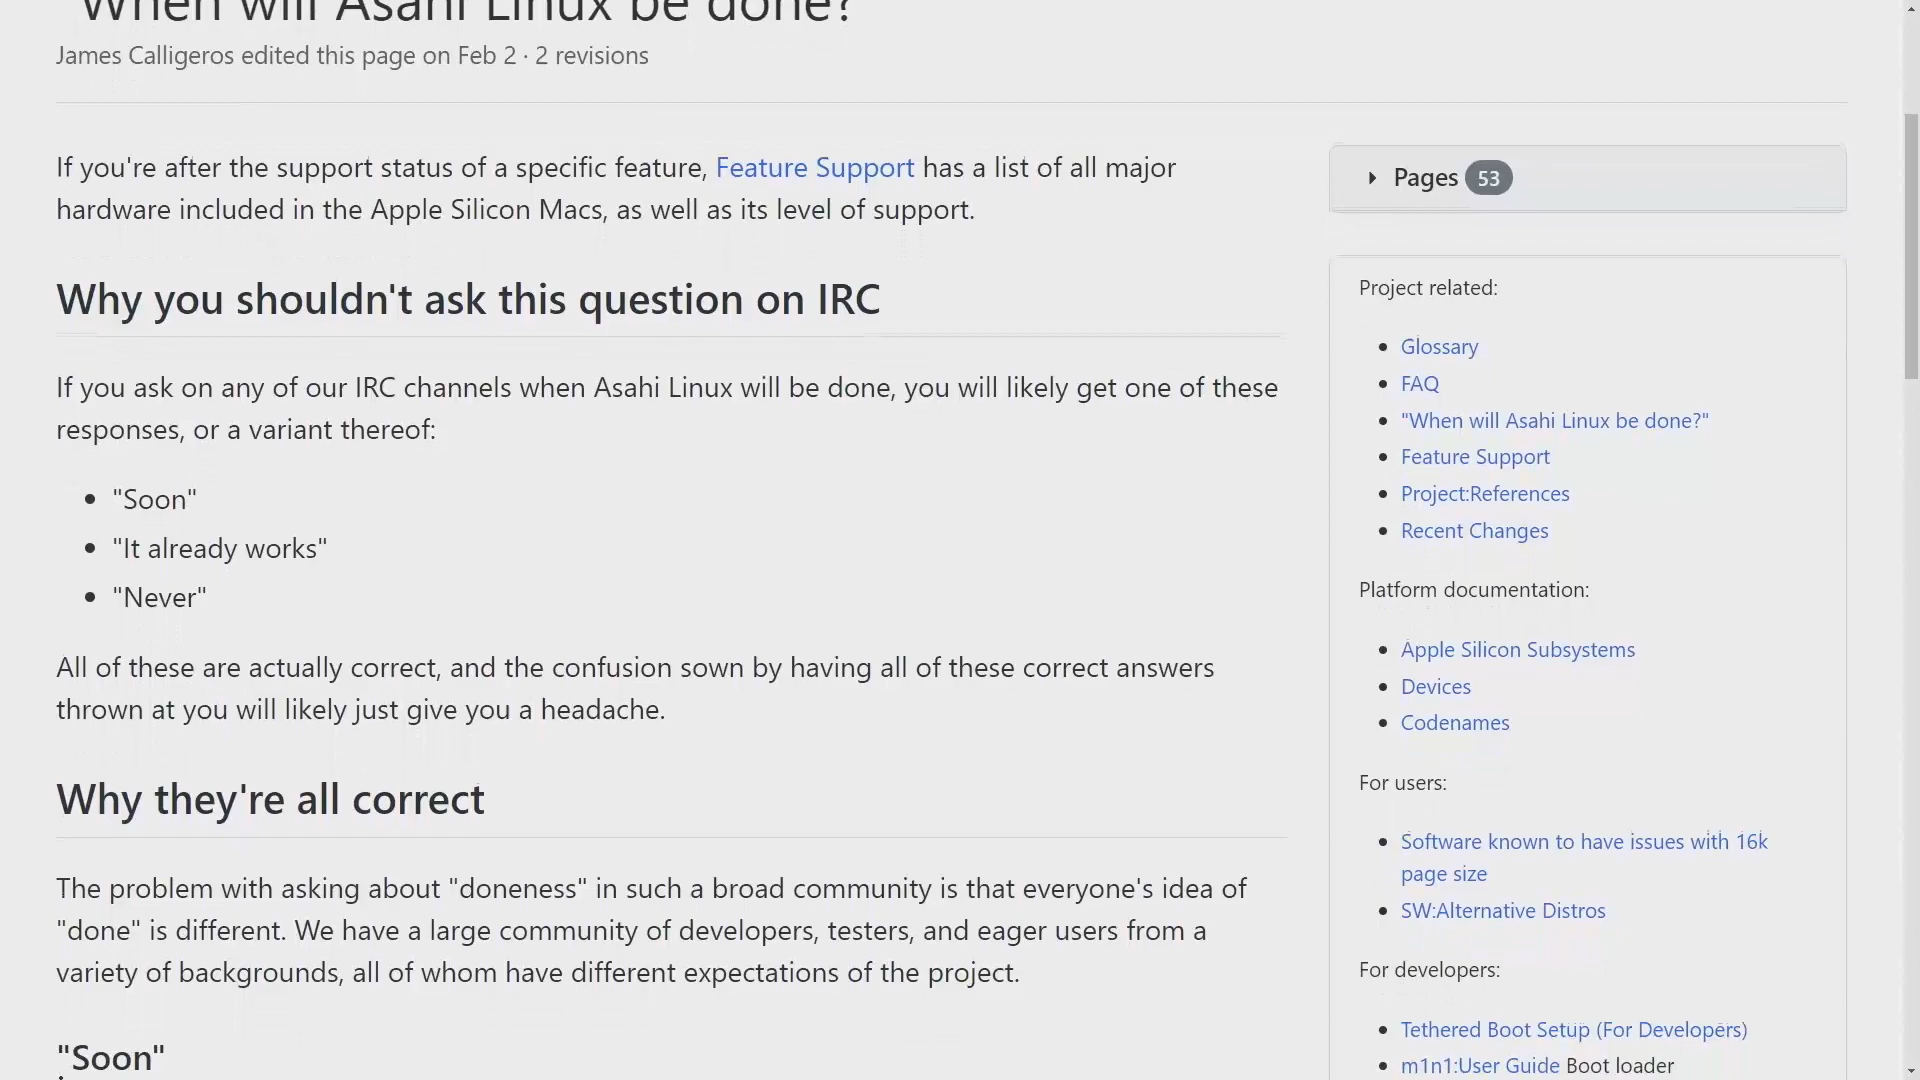 "When will Asahi Linux be done?"
James Calligeros edited this page on Feb 2 · 2 revisions
If you're after the support status of a specific feature, Feature Support has a list of all major
hardware included in the Apple Silicon Macs, as well as its level of support.
Why you shouldn't ask this question on IRC
If you ask on any of our IRC channels when Asahi Linux will be done, you will likely get one of these
responses, or a variant thereof:
• "Soon"
• "It already works"
• "Never"
All of these are actually correct, and the confusion sown by having all of these correct answers
thrown at you will likely just give you a headache.
Why they're all correct
The problem with asking about "doneness" in such a broad community is that everyone's idea of
"done" is different. We have a large community of developers, testers, and eager users from a
variety of backgrounds, all of whom have different expectations of the project.
"Soon"
Pages 53
Project related:
• Glossary
• FAQ
• "When will Asahi Linux be done?"
• Feature Support
• Project:References
• Recent Changes
Platform documentation:
• Apple Silicon Subsystems
• Devices
• Codenames
For users:
• Software known to have issues with 16k
page size
• SW:Alternative Distros
For developers:
• Tethered Boot Setup (For Developers)
• m1n1:User Guide Boot loader